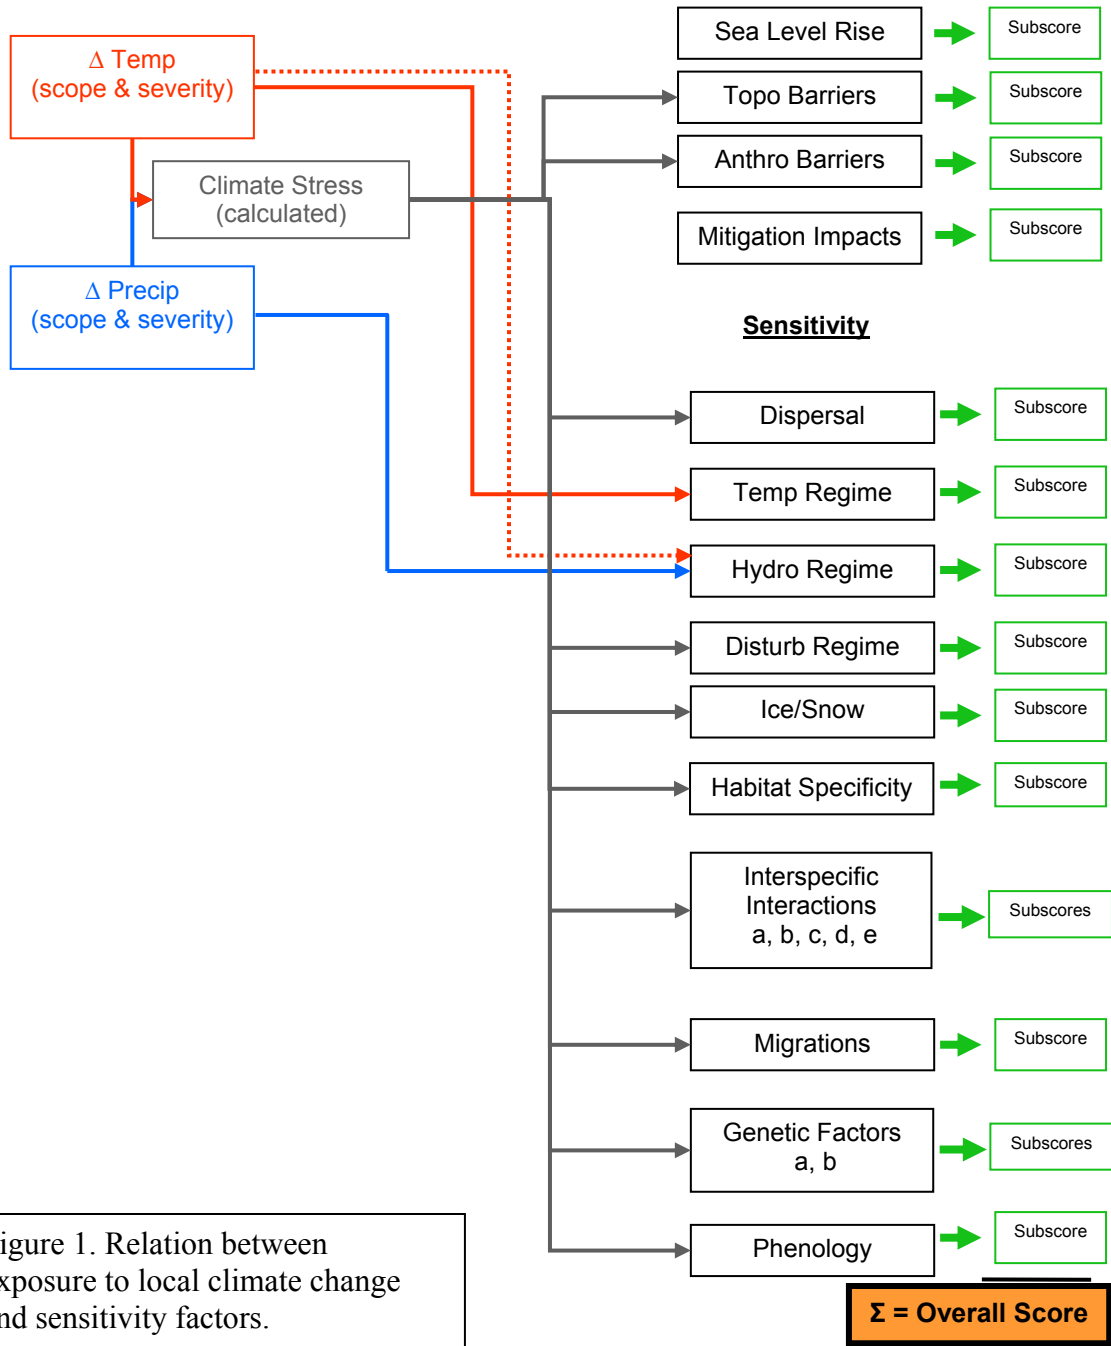 Sea Level Rise
Subscore
Δ Temp
(scope & severity)
Topo Barriers
Subscore
Anthro Barriers
Subscore
Climate Stress
(calculated)
Mitigation Impacts
Subscore
Δ Precip
(scope & severity)
Sensitivity
Dispersal
Subscore
Temp Regime
Subscore
Hydro Regime
Subscore
Disturb Regime
Subscore
Ice/Snow
Subscore
Habitat Specificity
Subscore
Interspecific
Interactions
a, b, c, d, e
Subscores
Migrations
Subscore
Genetic Factors
a, b
Subscores
Phenology
Subscore
igure 1. Relation between
xposure to local climate change
nd sensitivity factors.
Σ = Overall Score